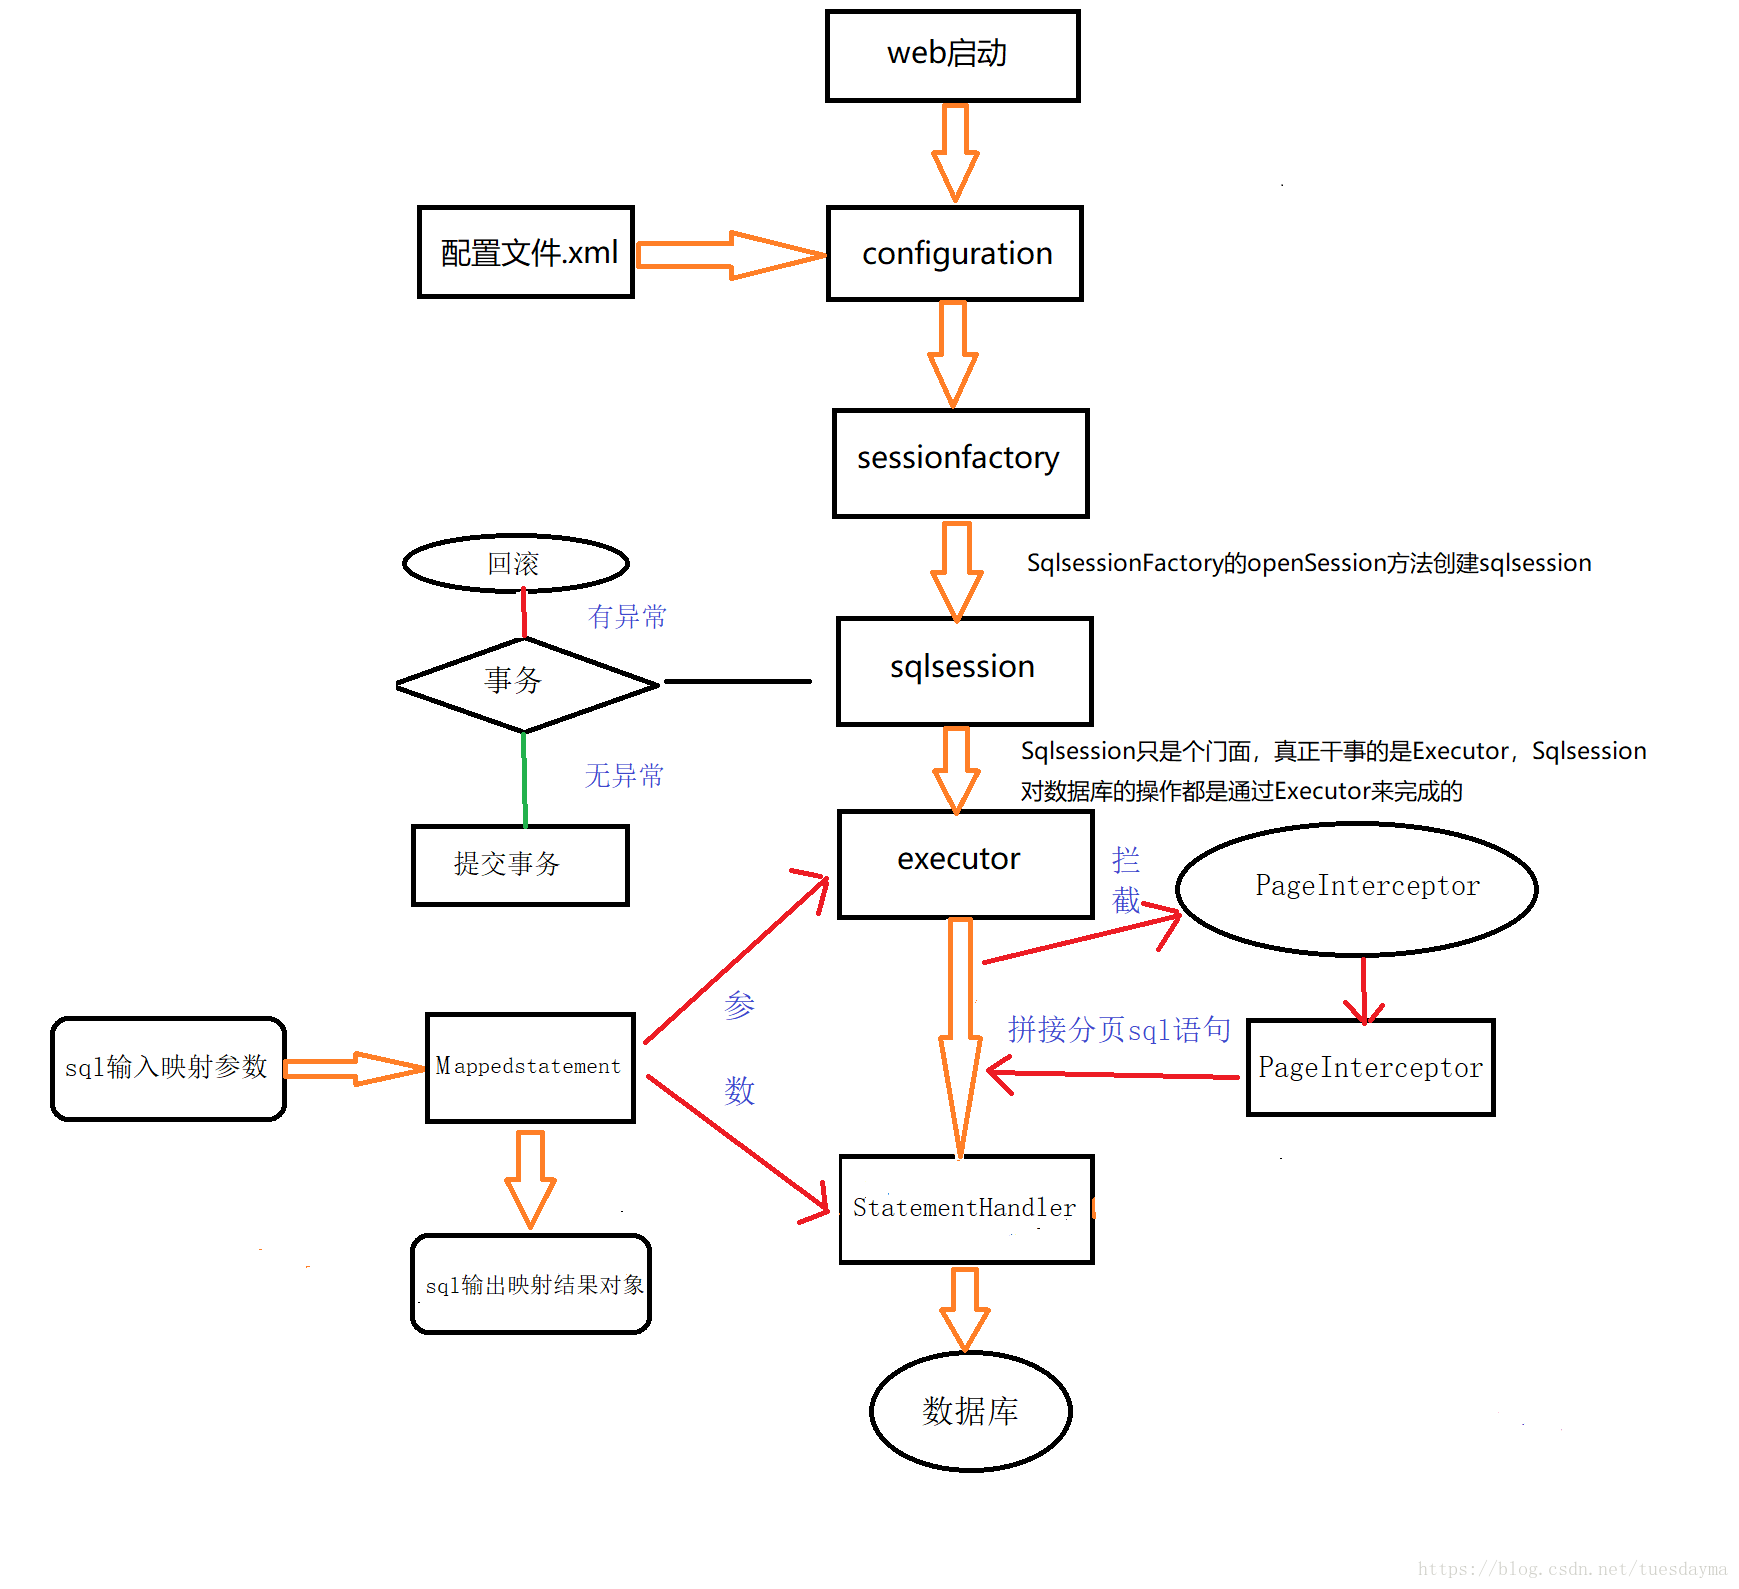 web启动
配置文件.xml
configuration
sessionfactory
SqlsessionFactory的openSession方法创建sqlsession
回滚
有异常
事务
sqlsession
无异常
Sqlsession只是个门面，真正干事的是Executor，Sqlsession
对数据库的操作都是通过Executor来完成的
提交事务
executor
拦
截
PageInterceptor
参
数
拼接分页sql语句
sql输入映射参数
Mappedstatement
PageInterceptor
StatementHandler
sql输出映射结果对象
数据库
https://blog.csdn.net/tuesdayma